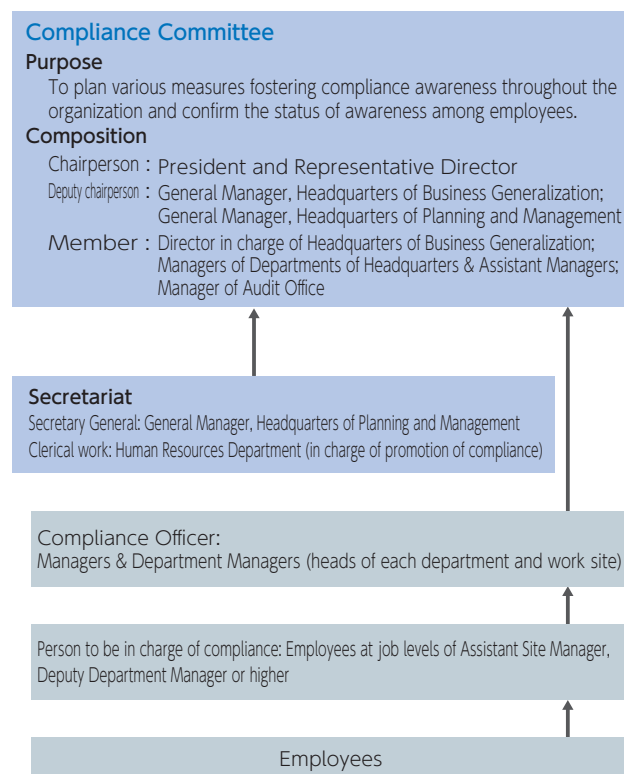 Compliance Committee
Purpose
To plan various measures fostering compliance awareness throughout the
organization and confirm the status of awareness among employees.
Composition
Chairperson : President and Representative Director
Deputy chairperson : General Manager, Headquarters of Business Generalization;
General Manager, Headquarters of Planning and Management
Member : Director in charge of Headquarters of Business Generalization;
Managers of Departments of Headquarters & Assistant Managers;
Manager of Audit Office
Secretariat
Secretary General: General Manager, Headquarters of Planning and Management
Clerical work: Human Resources Department (in charge of promotion of compliance)
Compliance Officer:
Managers & Department Managers (heads of each department and work site)
Person to be in charge of compliance: Employees at job levels of Assistant Site Manager,
Deputy Department Manager or higher
Employees